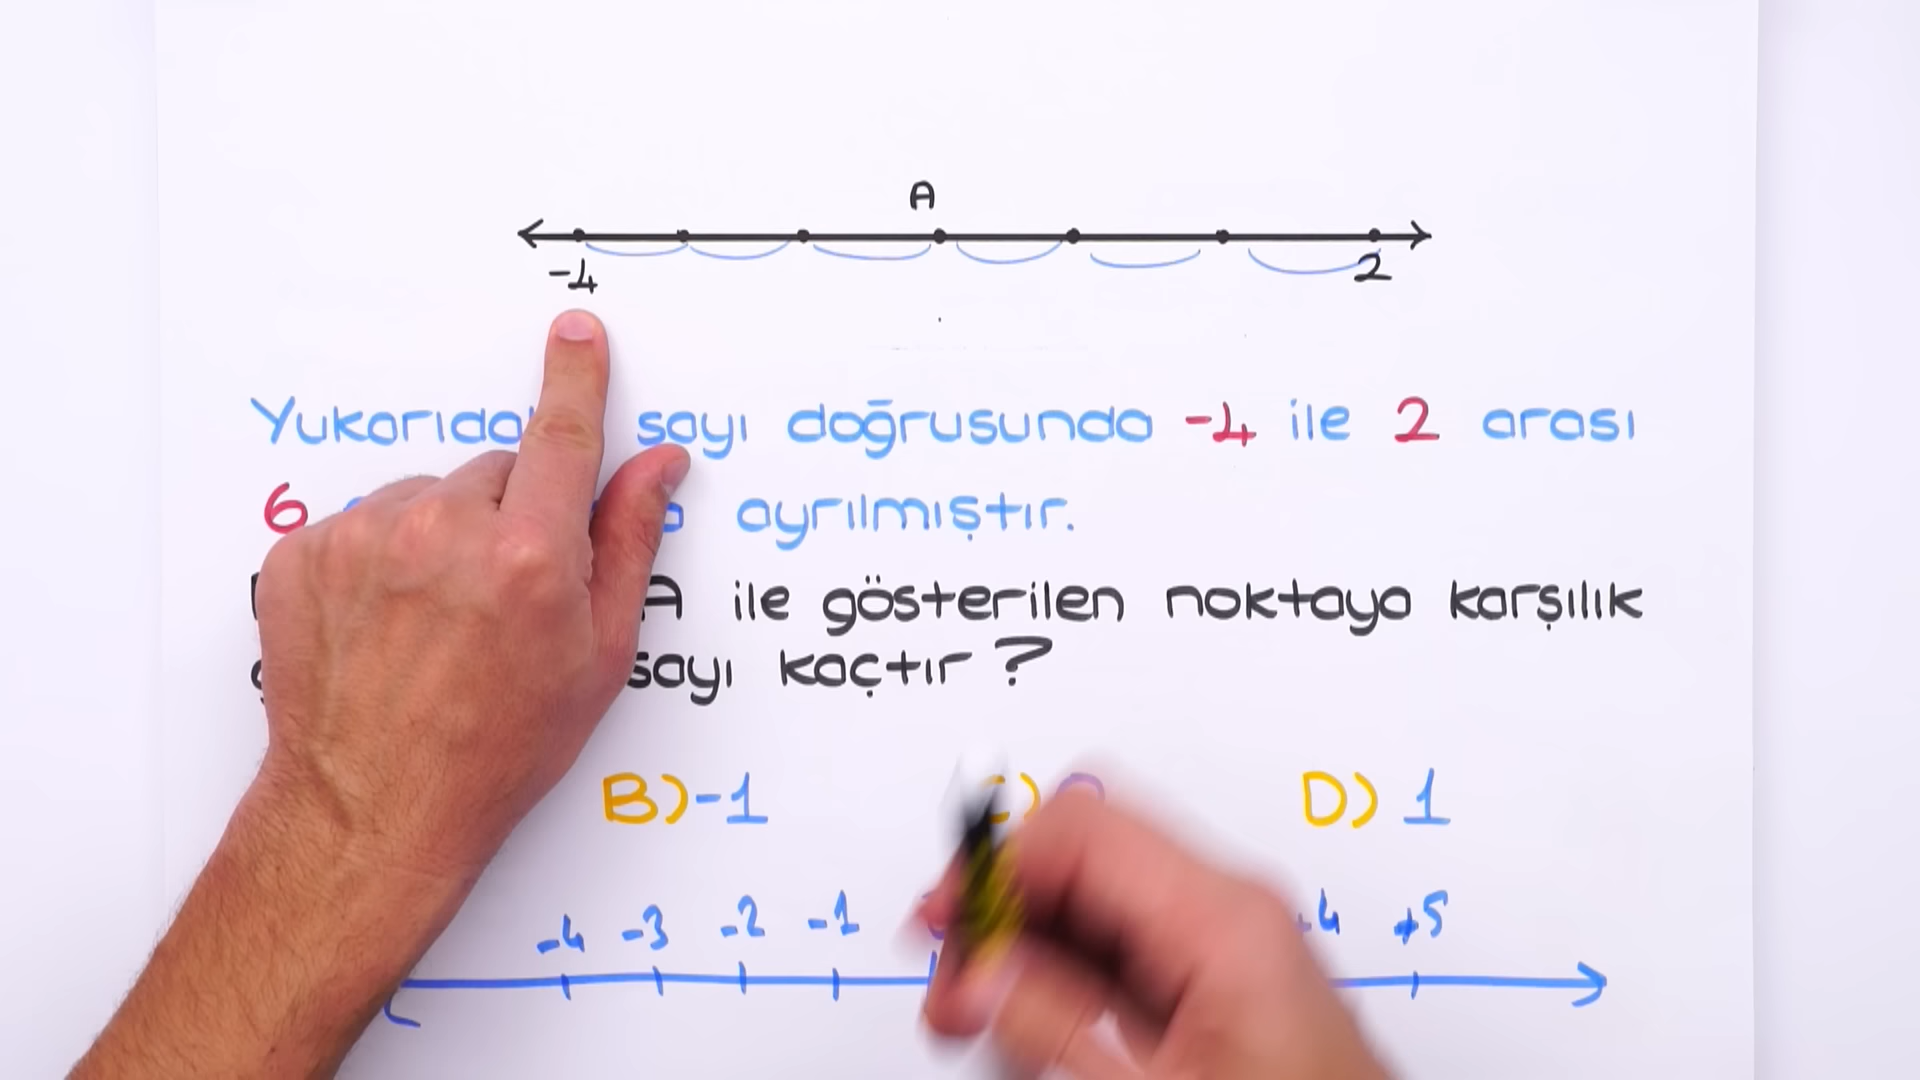 A
-4 2
sayı doğrusunda -4 ile 2 arası
6 ayrılmıştır.
A ile gösterilen noktaya karşılık
sayı kaçtır?
B) -1 D) 1
-4 -3 -2 -1 +4 +5